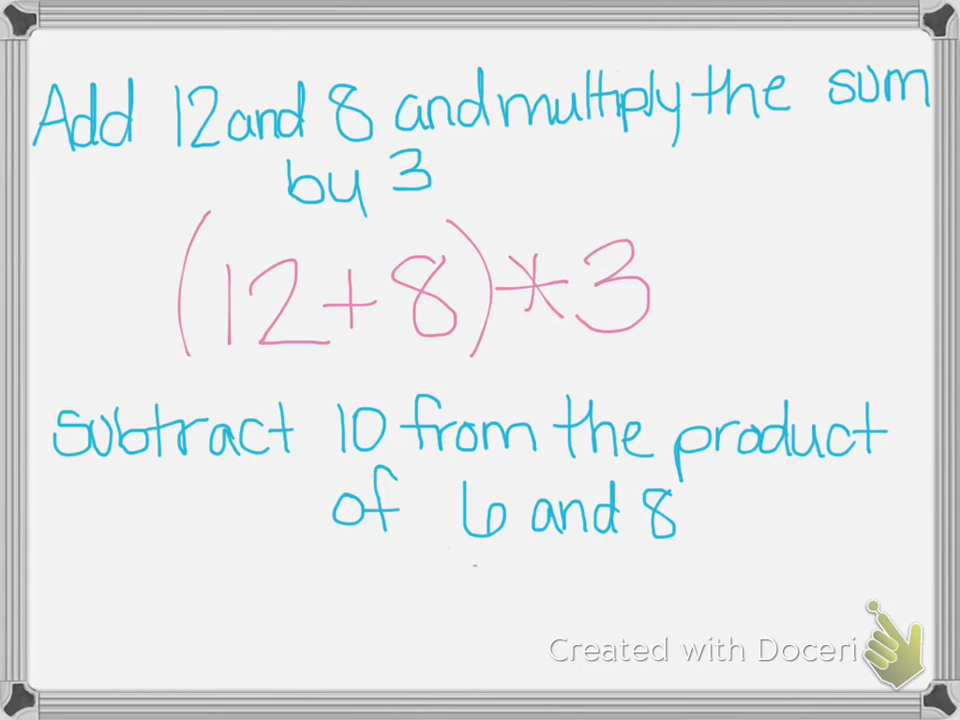 Add 12 and 8 and multiply the sum
by 3
(12+8)*3
subtract 10 from the product
of 6 and 8
Created with Doceri